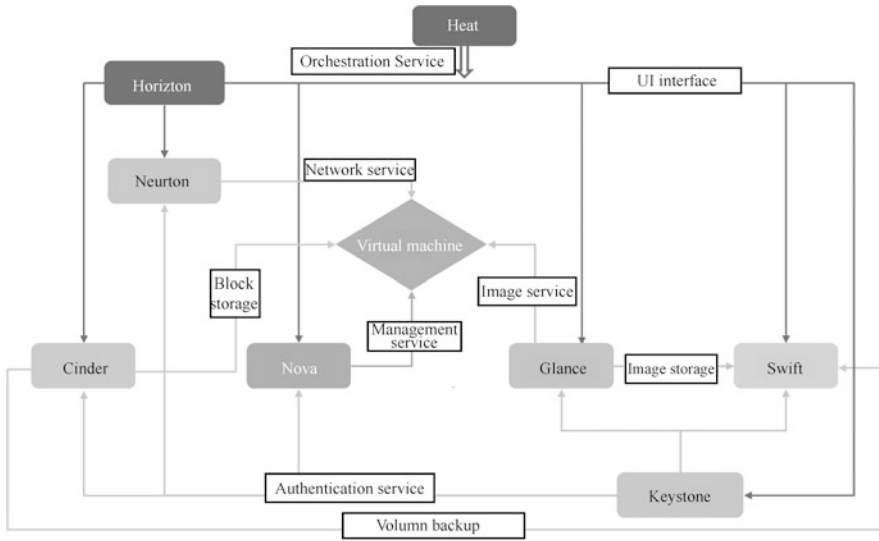 Heat
Orchestration Service
UI interface
Horizton
Network service
Neurton
Virtual machine
Block
storage
Image service
Management
service
Cinder
Nova
Glance
Image storage
Swift
Authentication service
Keystone
Volumn backup